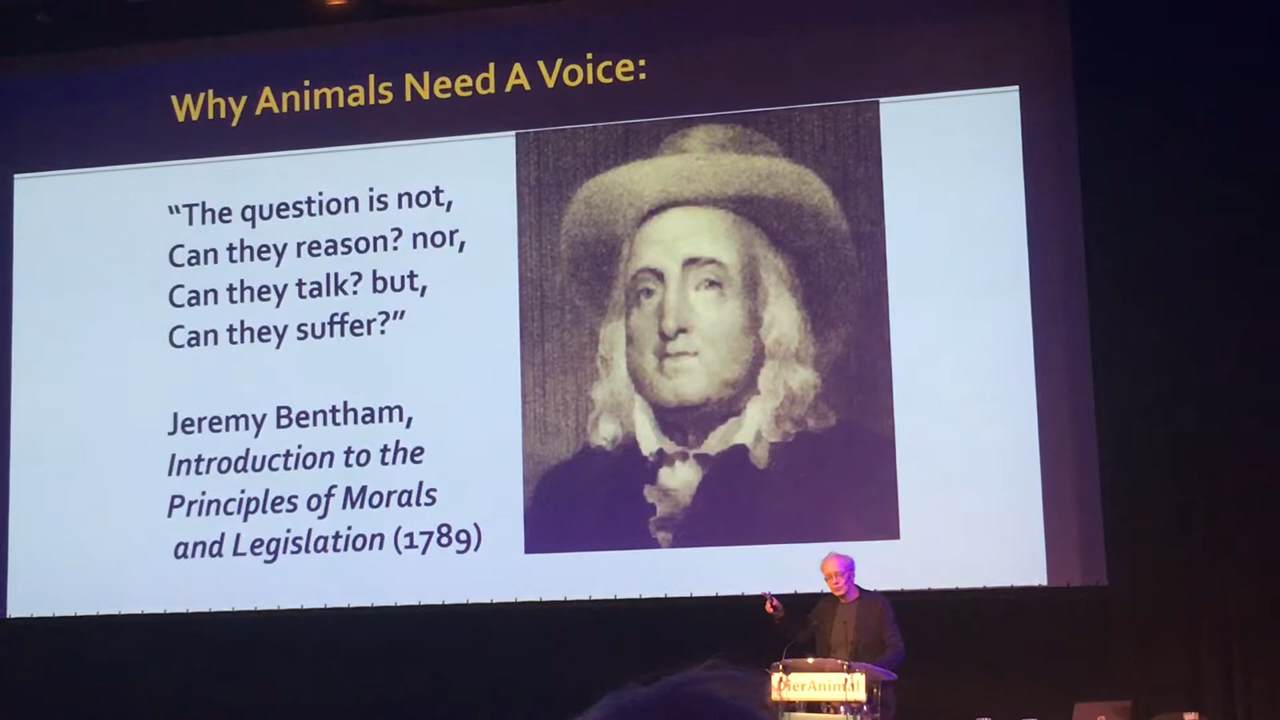 Why Animals Need A Voice:
“The question is not,
Can they reason? nor,
Can they talk? but,
Can they suffer?”
Jeremy Bentham,
Introduction to the
Principles of Morals
and Legislation (1789)
DierAnimal